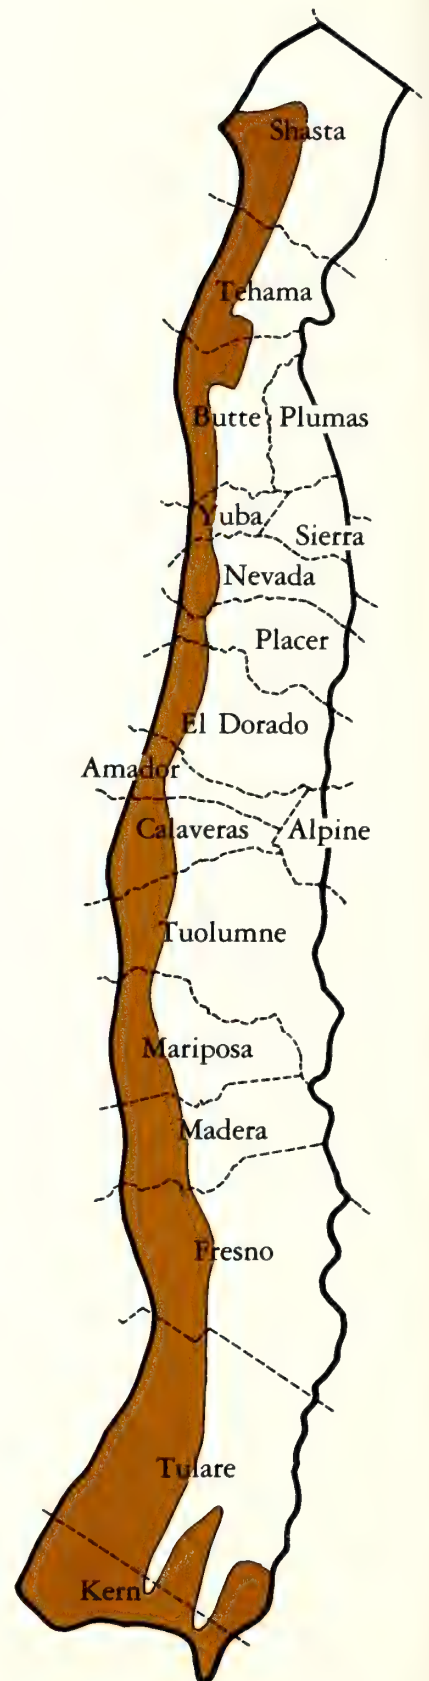 Shasta
Tehama
Butte
Plumas
Yuba
Sierra
Nevada
Placer
El Dorado
Amador
Calaveras
Alpine
Tuolumne
Mariposa
Madera
Fresno
Tulare
Kern